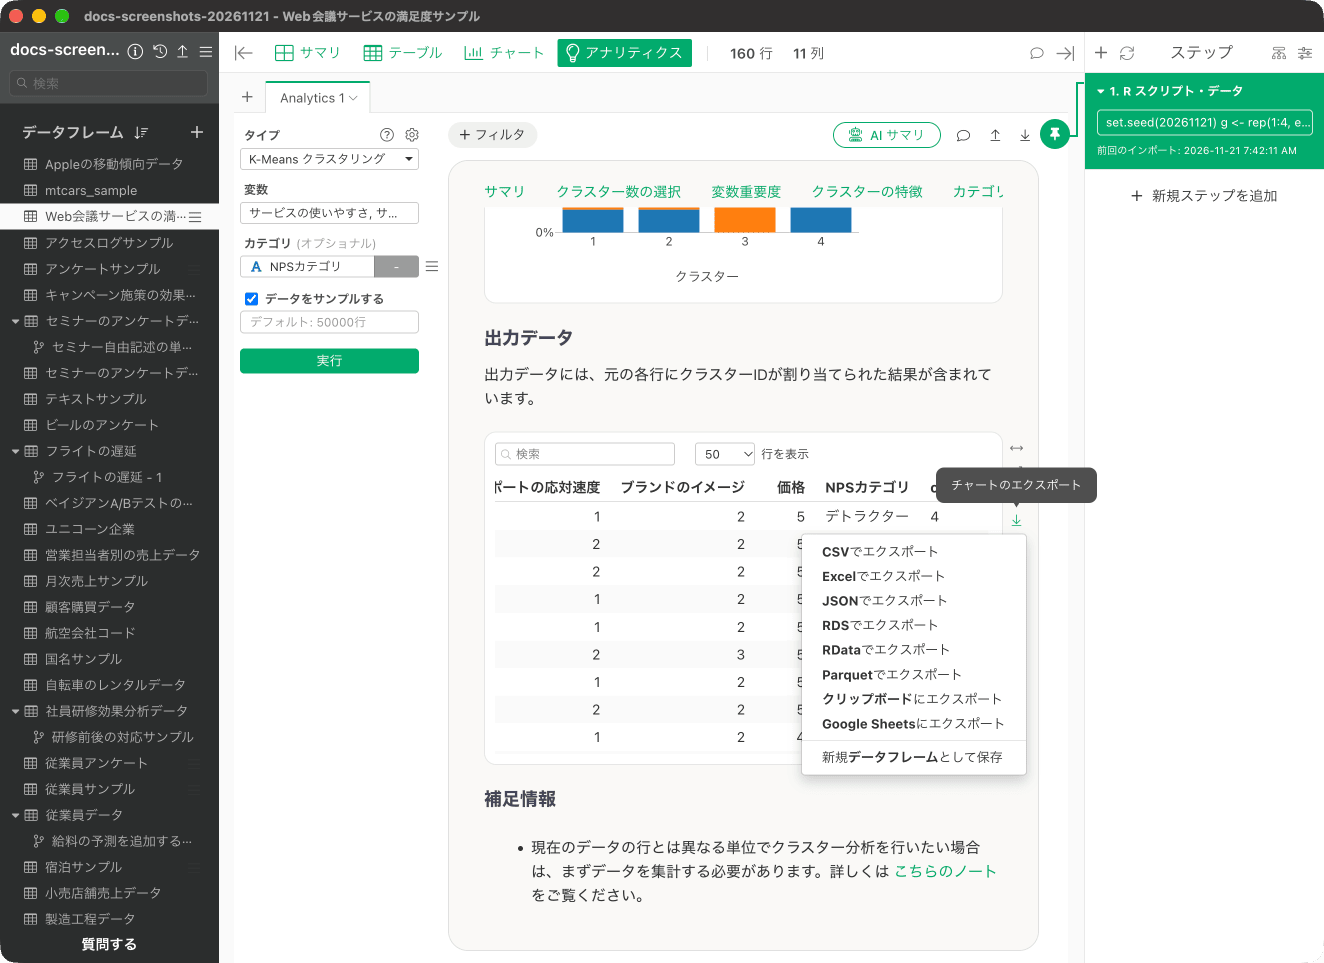 docs-screenshots-20261121 - Web会議サービスの満足度サンプル
docs-screen...
検索
データフレーム
Appleの移動傾向データ
mtcars_sample
Web会議サービスの満...
アクセスログサンプル
アンケートサンプル
キャンペーン施策の効果...
セミナーのアンケートデ...
セミナー自由記述の単...
セミナーのアンケートデ...
テキストサンプル
ビールのアンケート
フライトの遅延
フライトの遅延 - 1
ベイジアンA/Bテストの...
ユニコーン企業
営業担当者別の売上データ
月次売上サンプル
顧客購買データ
航空会社コード
国名サンプル
自転車のレンタルデータ
社員研修効果分析データ
研修前後の対応サンプル
従業員アンケート
従業員サンプル
従業員データ
給料の予測を追加する...
宿泊サンプル
小売店舗売上データ
製造工程データ
質問する
サマリ
テーブル
チャート
アナリティクス
160 行
11 列
Analytics 1
タイプ
K-Means クラスタリング
変数
サービスの使いやすさ, サ...
カテゴリ (オプショナル)
A NPSカテゴリ
-
データをサンプルする
デフォルト: 50000行
実行
フィルタ
AI サマリ
サマリ クラスター数の選択 変数重要度 クラスターの特徴 カテゴリ
0%
1 2 3 4
クラスター
出力データ
出力データには、元の各行にクラスターIDが割り当てられた結果が含まれて
います。
検索
50
行を表示
ポートの応対速度 ブランドのイメージ 価格 NPSカテゴリ c
チャートのエクスポート
1 2 5 デトラクター 4
2 2 5
2 2 5
1 2 5
1 2 5
2 3 5
1 2 5
2 2 5
1 2 4
CSVでエクスポート
Excelでエクスポート
JSONでエクスポート
RDSでエクスポート
RDataでエクスポート
Parquetでエクスポート
クリップボードにエクスポート
Google Sheetsにエクスポート
新規データフレームとして保存
補足情報
• 現在のデータの行とは異なる単位でクラスター分析を行いたい場合
は、まずデータを集計する必要があります。詳しくは こちらのノート
をご覧ください。
ステップ
1. R スクリプト・データ
set.seed(20261121) g <- rep(1:4, e...
前回のインポート: 2026-11-21 7:42:11 AM
新規ステップを追加